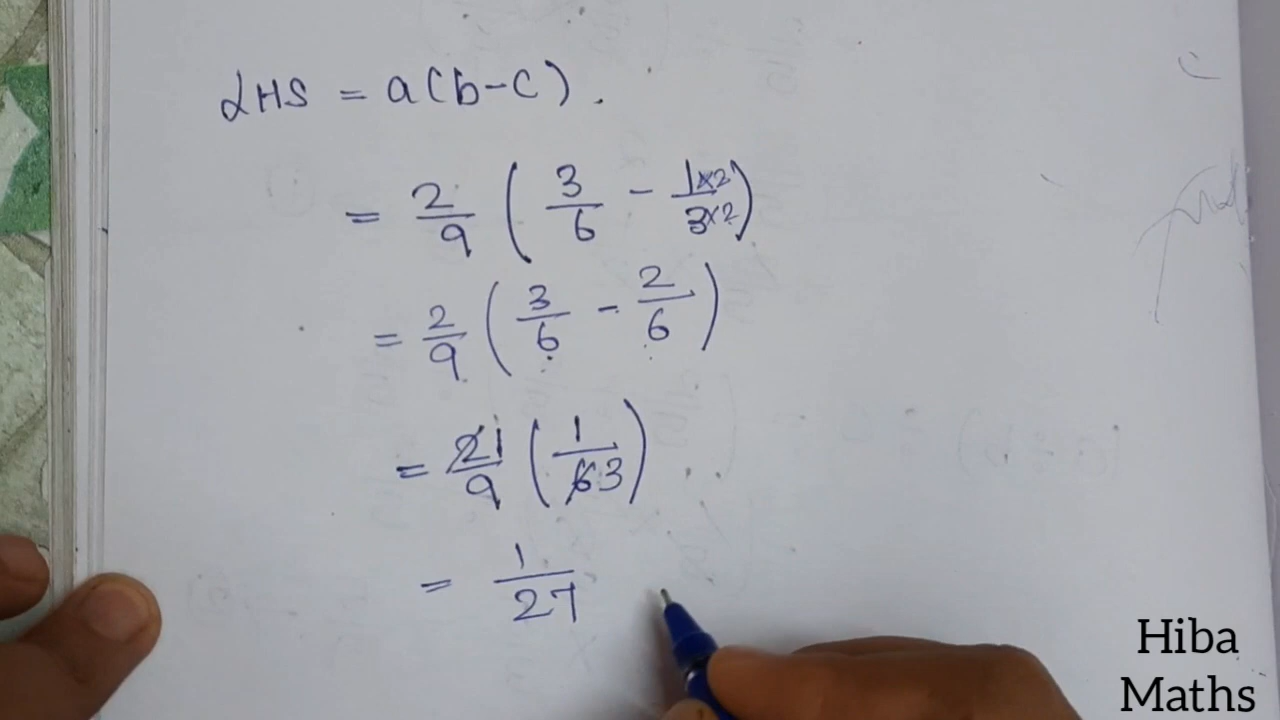 LHS = a(b-c).
= 2/9 ( 3/6 - 1×2/3×2 )
= 2/9 ( 3/6 - 2/6 )
= 21/9 ( 1/63 )
= 1/27
Hiba
Maths